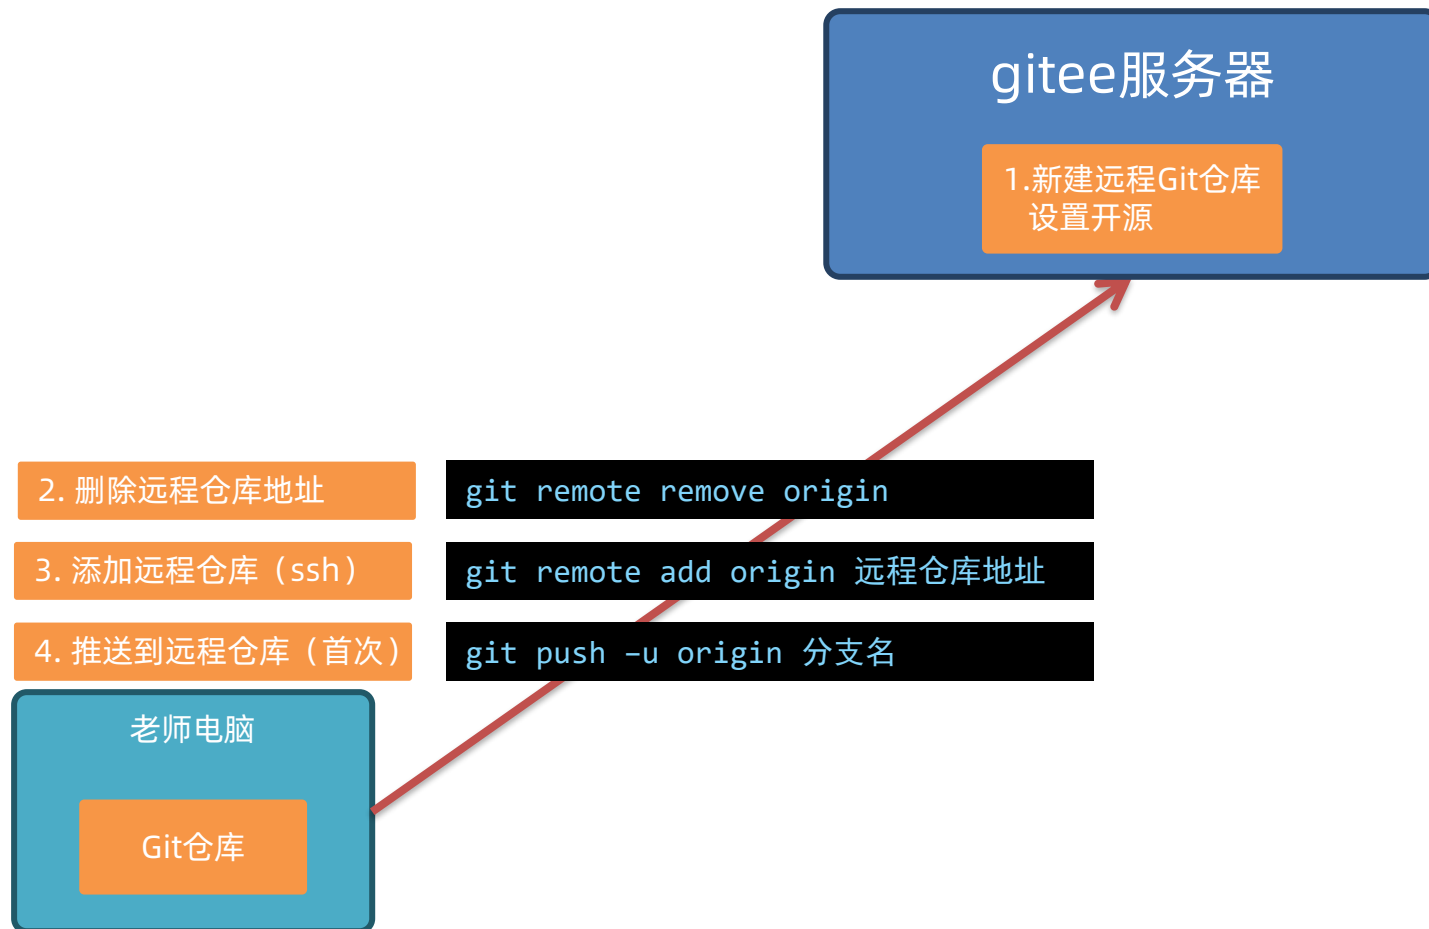 gitee服务器
1.新建远程Git仓库
设置开源
2. 删除远程仓库地址
git remote remove origin
3. 添加远程仓库（ssh）
git remote add origin 远程仓库地址
4. 推送到远程仓库（首次）
git push –u origin 分支名
老师电脑
Git仓库